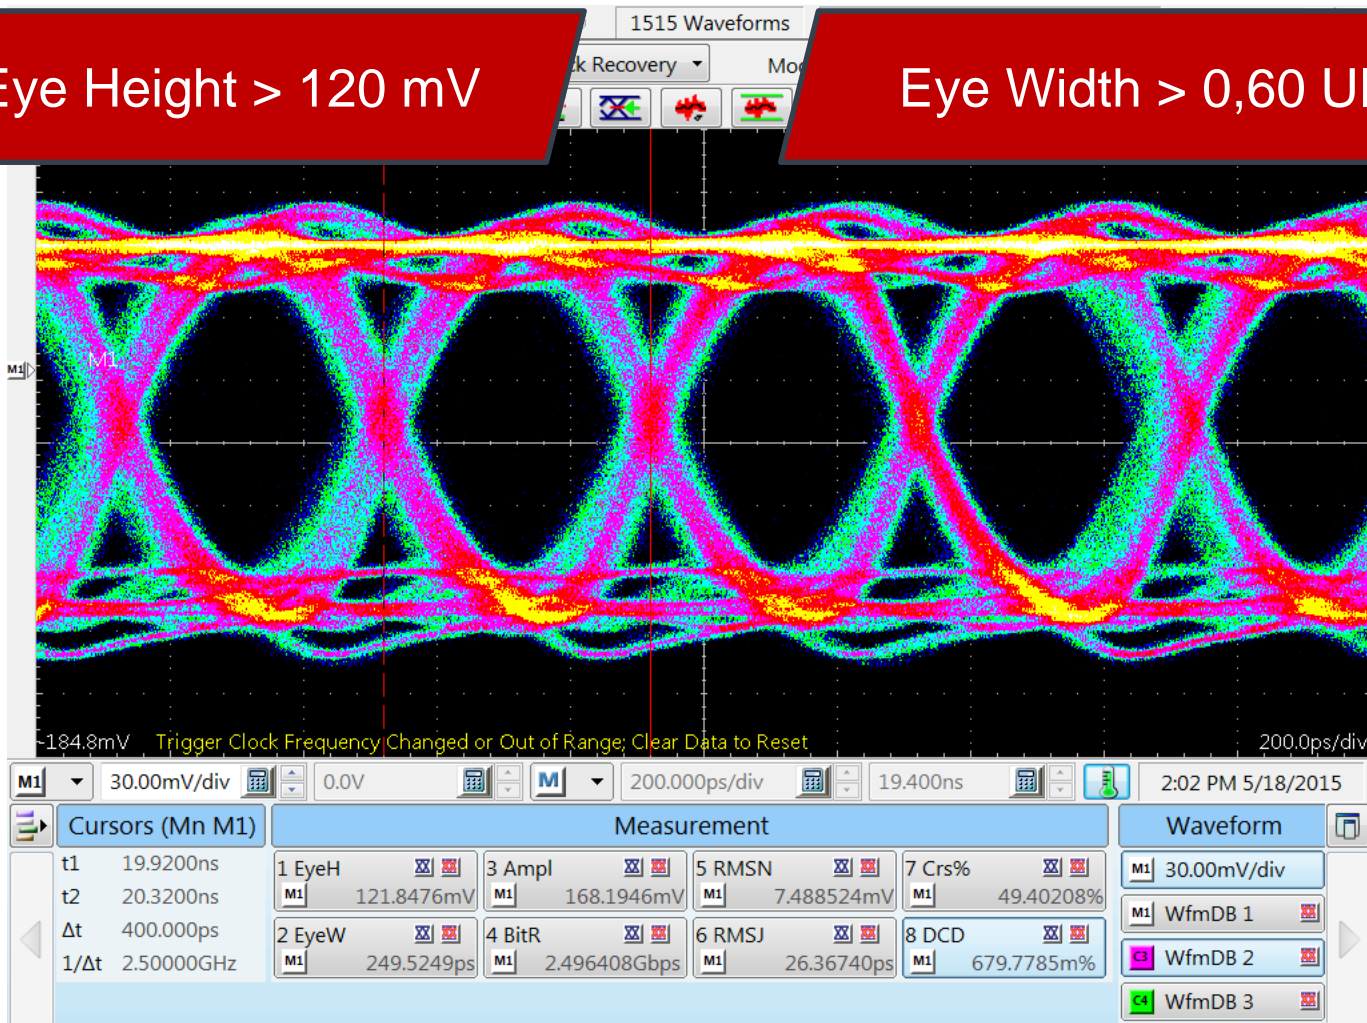 1515 Waveforms
Eye Height > 120 mV
k Recovery
Mo
Eye Width > 0,60 UI
M1
M1
-184.8mV
Trigger Clock Frequency Changed or Out of Range; Clear Data to Reset
200.0ps/div
M1
30.00mV/div
0.0V
M
200.000ps/div
19.400ns
2:02 PM 5/18/2015
Cursors (Mn M1)
Measurement
Waveform
t1 19.9200ns
t2 20.3200ns
Δt 400.000ps
1/Δt 2.50000GHz
1 EyeH
M1 121.8476mV
3 Ampl
M1 168.1946mV
5 RMSN
M1 7.488524mV
7 Crs%
M1 49.40208%
2 EyeW
M1 249.5249ps
4 BitR
M1 2.496408Gbps
6 RMSJ
M1 26.36740ps
8 DCD
M1 679.7785m%
M1 30.00mV/div
M1 WfmDB 1
C3 WfmDB 2
C4 WfmDB 3